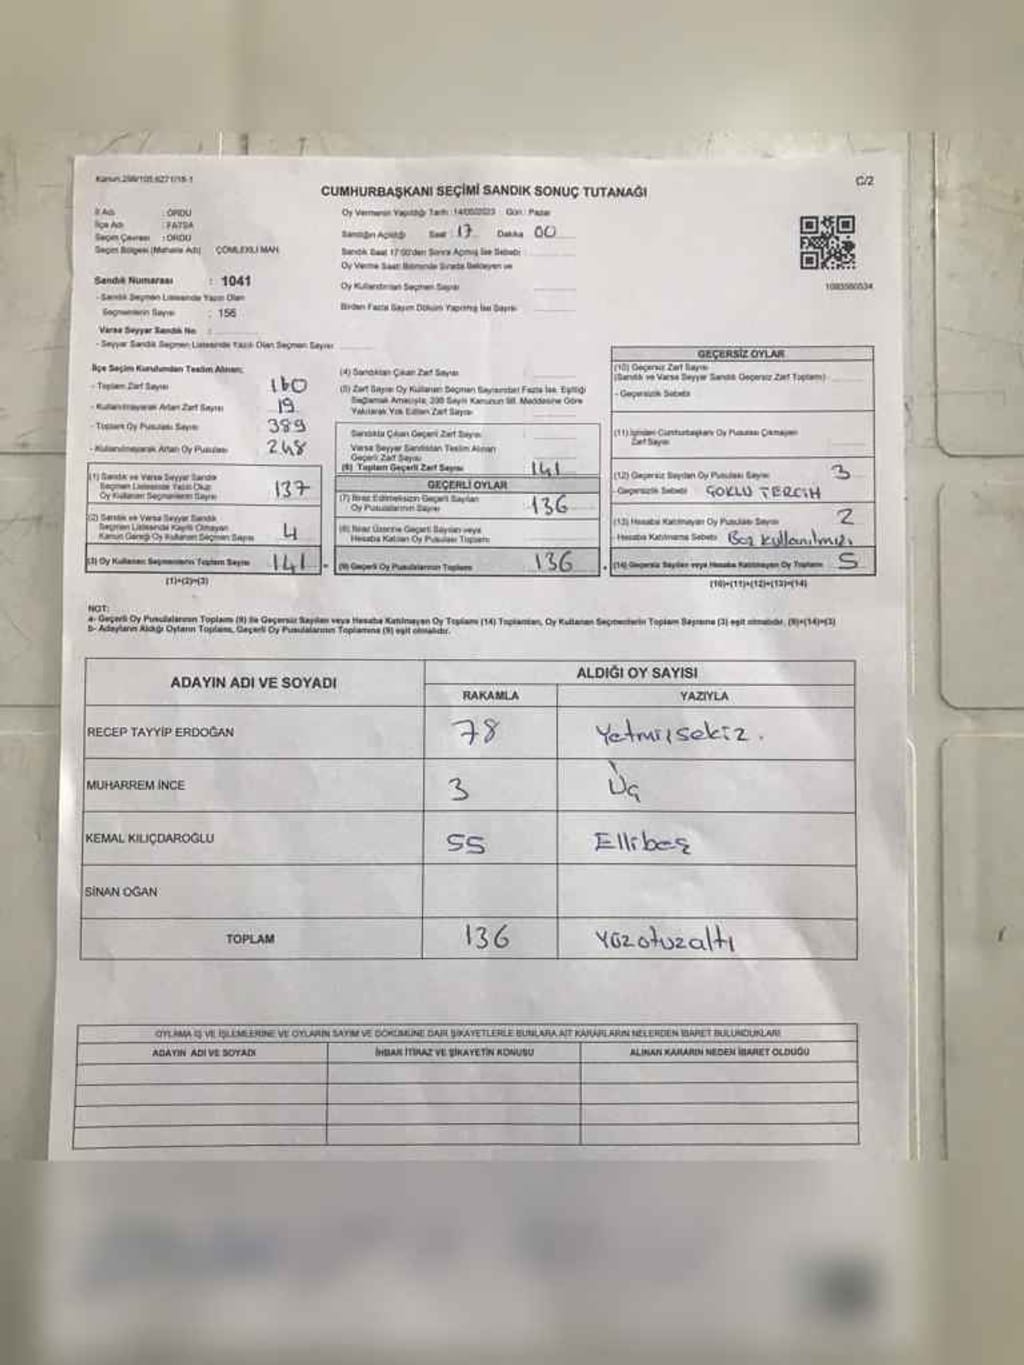 Kanun:298/105,6271/18-1
C/2
CUMHURBAŞKANI SEÇİMİ SANDIK SONUÇ TUTANAĞI
İl Adı : ORDU
İlçe Adı : FATSA
Seçim Çevresi : ORDU
Seçim Bölgesi (Mahalle Adı) ÇÖMLEKLİ MAH.
Sandık Numarası : 1041
- Sandık Seçmen Listesinde Yazılı Olan
Seçmenlerin Sayısı : 156
Varsa Seyyar Sandık No :
- Seyyar Sandık Seçmen Listesinde Yazılı Olan Seçmen Sayısı
Oy Vermenin Yapıldığı Tarih :14/05/2023 Gün : Pazar
Sandığın Açıldığı Saat : 17 Dakika 00
Sandık Saat 17:00'den Sonra Açılmış İse Sebebi :
Oy Verme Saati Bitiminde Sırada Bekleyen ve
Oy Kullandırılan Seçmen Sayısı
Birden Fazla Sayım Döküm Yapılmış İse Sayısı
1093580534
İlçe Seçim Kurulundan Teslim Alınan;
- Toplam Zarf Sayısı 160
- Kullanılmayarak Artan Zarf Sayısı 19
- Toplam Oy Pusulası Sayısı 389
- Kullanılmayarak Artan Oy Pusulası 248
(1) Sandık ve Varsa Seyyar Sandık
Seçmen Listesinde Yazılı Olup
Oy Kullanan Seçmenlerin Sayısı 137
(2) Sandık ve Varsa Seyyar Sandık
Seçmen Listesinde Kayıtlı Olmayan
Kanun Gereği Oy Kullanan Seçmen Sayısı 4
(3) Oy Kullanan Seçmenlerin Toplam Sayısı 141
(1)+(2)=(3)
(4) Sandıktan Çıkan Zarf Sayısı
(5) Zarf Sayısı Oy Kullanan Seçmen Sayısından Fazla İse, Eşitliği
Sağlamak Amacıyla, 298 Sayılı Kanunun 98. Maddesine Göre
Yakılarak Yok Edilen Zarf Sayısı
Sandıkta Çıkan Geçerli Zarf Sayısı
Varsa Seyyar Sandıktan Teslim Alınan
Geçerli Zarf Sayısı
(6) Toplam Geçerli Zarf Sayısı 141
GEÇERLİ OYLAR
(7) İtiraz Edilmeksizin Geçerli Sayılan
Oy Pusulalarının Sayısı 136
(8) İtiraz Üzerine Geçerli Sayılan veya
Hesaba Katılan Oy Pusulası Toplamı
(9) Geçerli Oy Pusulalarının Toplamı 136
GEÇERSİZ OYLAR
(10) Geçersiz Zarf Sayısı
(Sandık ve Varsa Seyyar Sandık Geçersiz Zarf Toplamı)
- Geçersizlik Sebebi
(11) İçinden Cumhurbaşkanı Oy Pusulası Çıkmayan
Zarf Sayısı
(12) Geçersiz Sayılan Oy Pusulası Sayısı 3
- Geçersizlik Sebebi ÇOKLU TERCİH
(13) Hesaba Katılmayan Oy Pusulası Sayısı 2
- Hesaba Katılmama Sebebi Boş Kullanılmış
(14) Geçersiz Sayılan veya Hesaba Katılmayan Oy Toplamı 5
(10)+(11)+(12)+(13)=(14)
NOT:
a- Geçerli Oy Pusulalarının Toplamı (9) ile Geçersiz Sayılan veya Hesaba Katılmayan Oy Toplamı (14) Toplamları, Oy Kullanan Seçmenlerin Toplam Sayısına (3) eşit olmalıdır. (9)+(14)=(3)
b- Adayların Aldığı Oyların Toplamı, Geçerli Oy Pusulalarının Toplamına (9) eşit olmalıdır.
ADAYIN ADI VE SOYADI
ALDIĞI OY SAYISI
RAKAMLA YAZIYLA
RECEP TAYYİP ERDOĞAN 78 Yetmişsekiz.
MUHARREM İNCE 3 Üç
KEMAL KILIÇDAROĞLU 55 Ellibeş
SİNAN OĞAN
TOPLAM 136 Yüzotuzaltı
OYLAMA İŞ VE İŞLEMLERİNE VE OYLARIN SAYIM VE DÖKÜMÜNE DAİR ŞİKAYETLERLE BUNLARA AİT KARARLARIN NELERDEN İBARET BULUNDUKLARI
ADAYIN ADI VE SOYADI İHBAR İTİRAZ VE ŞİKAYETİN KONUSU ALINAN KARARIN NEDEN İBARET OLDUĞU